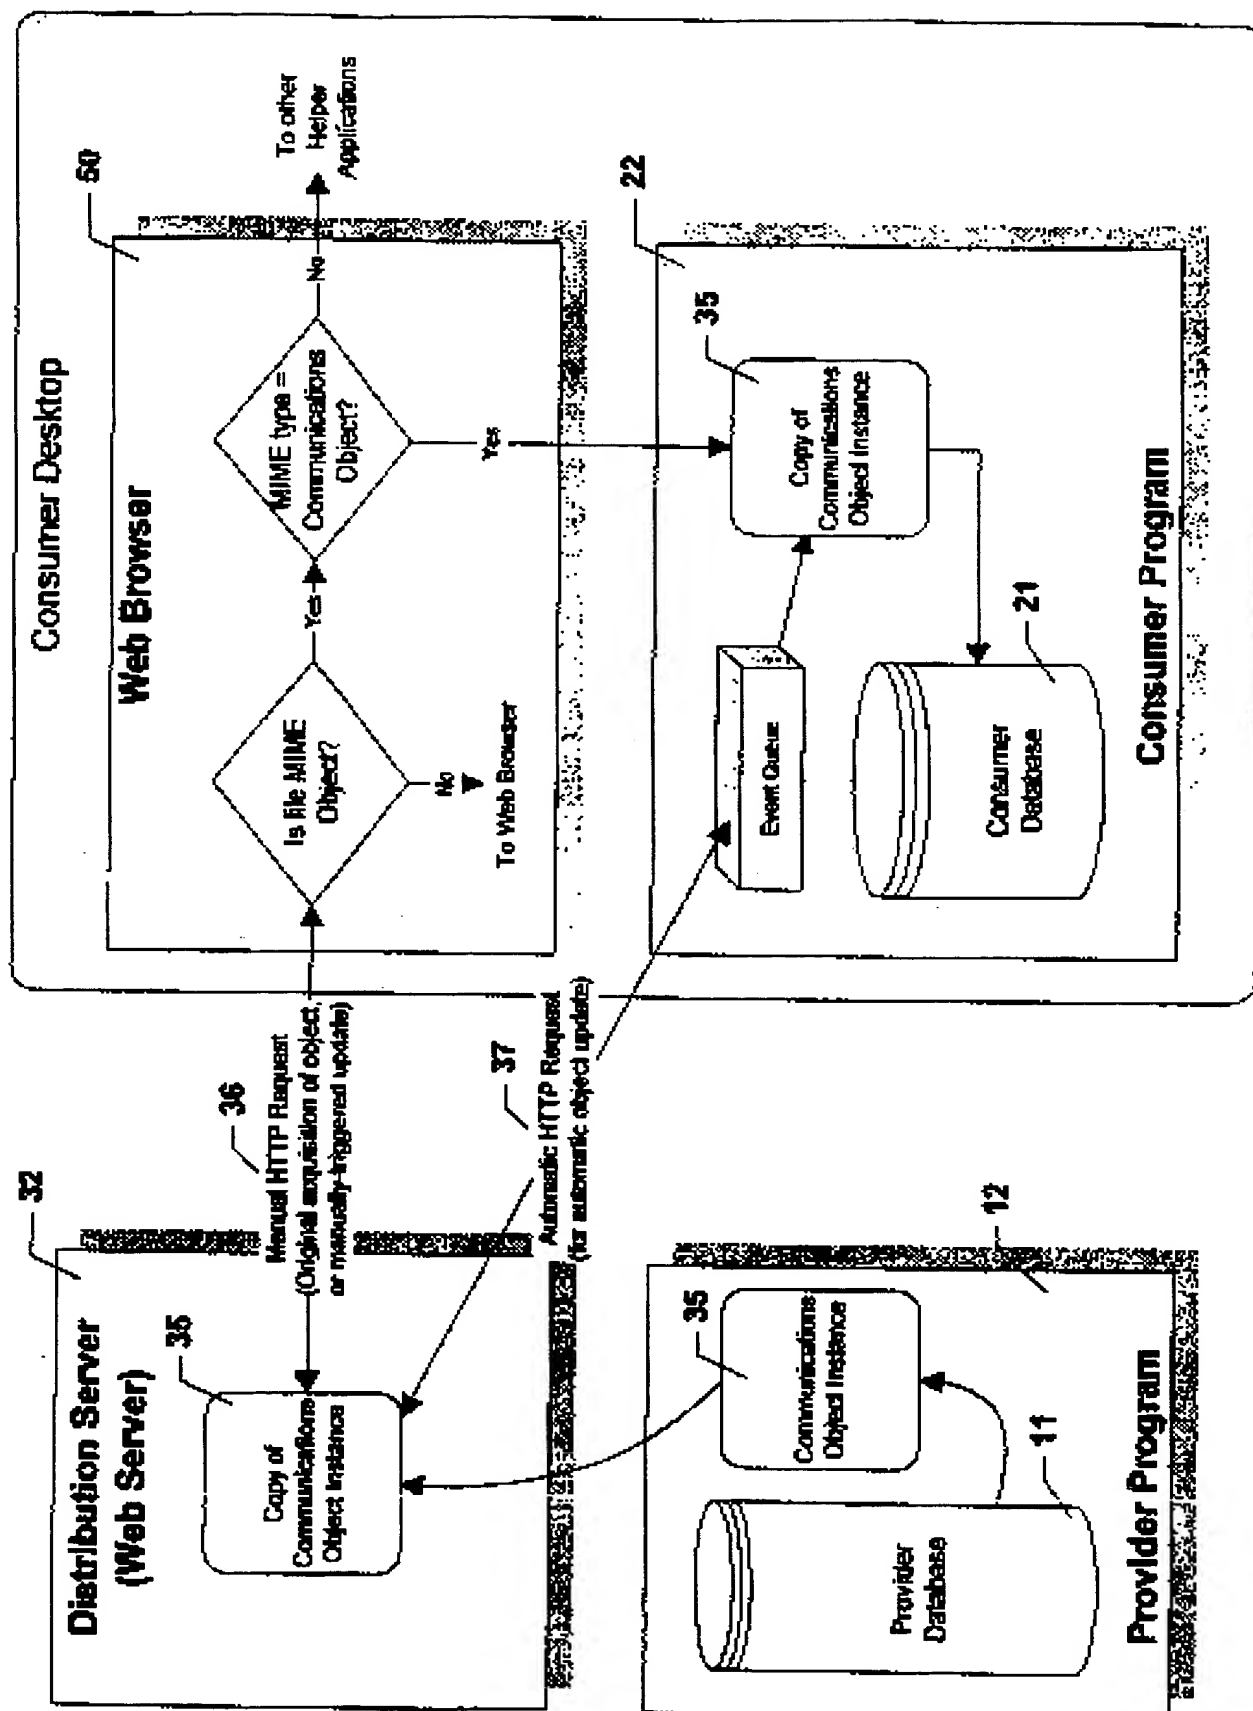 Distribution Server
(Web Server)
32
35
Copy of
Communications
Object Instance
36
Manual HTTP Request
(Original acquisition of object,
or manually-triggered update)
37
Automatic HTTP Request
(for automatic object update)
Consumer Desktop
Web Browser
50
Is file MIME
Object?
No
To Web Browser
Yes
MIME type =
Communications
Object?
No
To other
Helper
Applications
Yes
Provider Program
12
Provider
Database
11
35
Communications
Object Instance
Consumer Program
22
Event Queue
35
Copy of
Communications
Object Instance
Consumer
Database
21